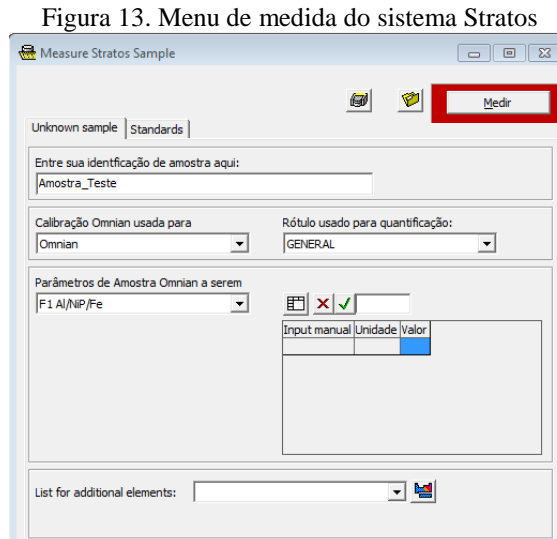 Figura 13. Menu de medida do sistema Stratos
Measure Stratos Sample
Medir
Unknown sample Standards
Entre sua identficação de amostra aqui:
Amostra_Teste
Calibração Omnian usada para Rótulo usado para quantificação:
Omnian GENERAL
Parâmetros de Amostra Omnian a serem
F1 Al/NiP/Fe
Input manual Unidade Valor
List for additional elements: